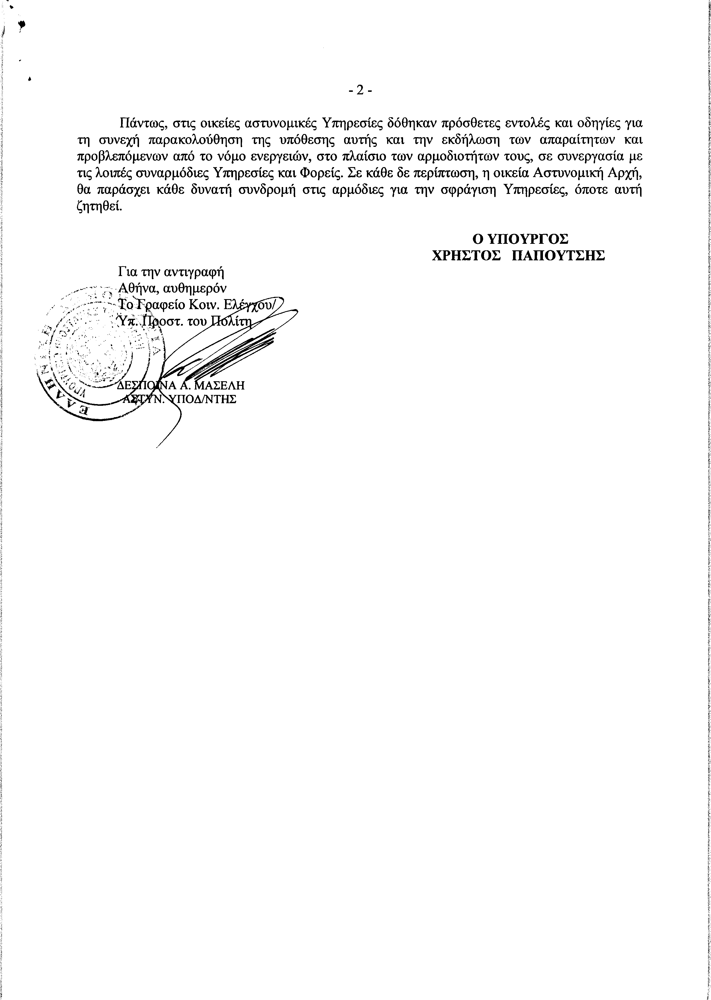 - 2 -
Πάντως, στις οικείες αστυνομικές Υπηρεσίες δόθηκαν πρόσθετες εντολές και οδηγίες για
τη συνεχή παρακολούθηση της υπόθεσης αυτής και την εκδήλωση των απαραίτητων και
προβλεπόμενων από το νόμο ενεργειών, στο πλαίσιο των αρμοδιοτήτων τους, σε συνεργασία με
τις λοιπές συναρμόδιες Υπηρεσίες και Φορείς. Σε κάθε δε περίπτωση, η οικεία Αστυνομική Αρχή,
θα παράσχει κάθε δυνατή συνδρομή στις αρμόδιες για την σφράγιση Υπηρεσίες, όποτε αυτή
ζητηθεί.
Ο ΥΠΟΥΡΓΟΣ
ΧΡΗΣΤΟΣ ΠΑΠΟΥΤΣΗΣ
Για την αντιγραφή
Αθήνα, αυθημερόν
Το Γραφείο Κοιν. Ελέγχου/
Υπ. Προστ. του Πολίτη
ΔΕΣΠΟΙΝΑ Α. ΜΑΣΕΛΗ
ΑΣΤΥΝ. ΥΠΟΔ/ΝΤΗΣ